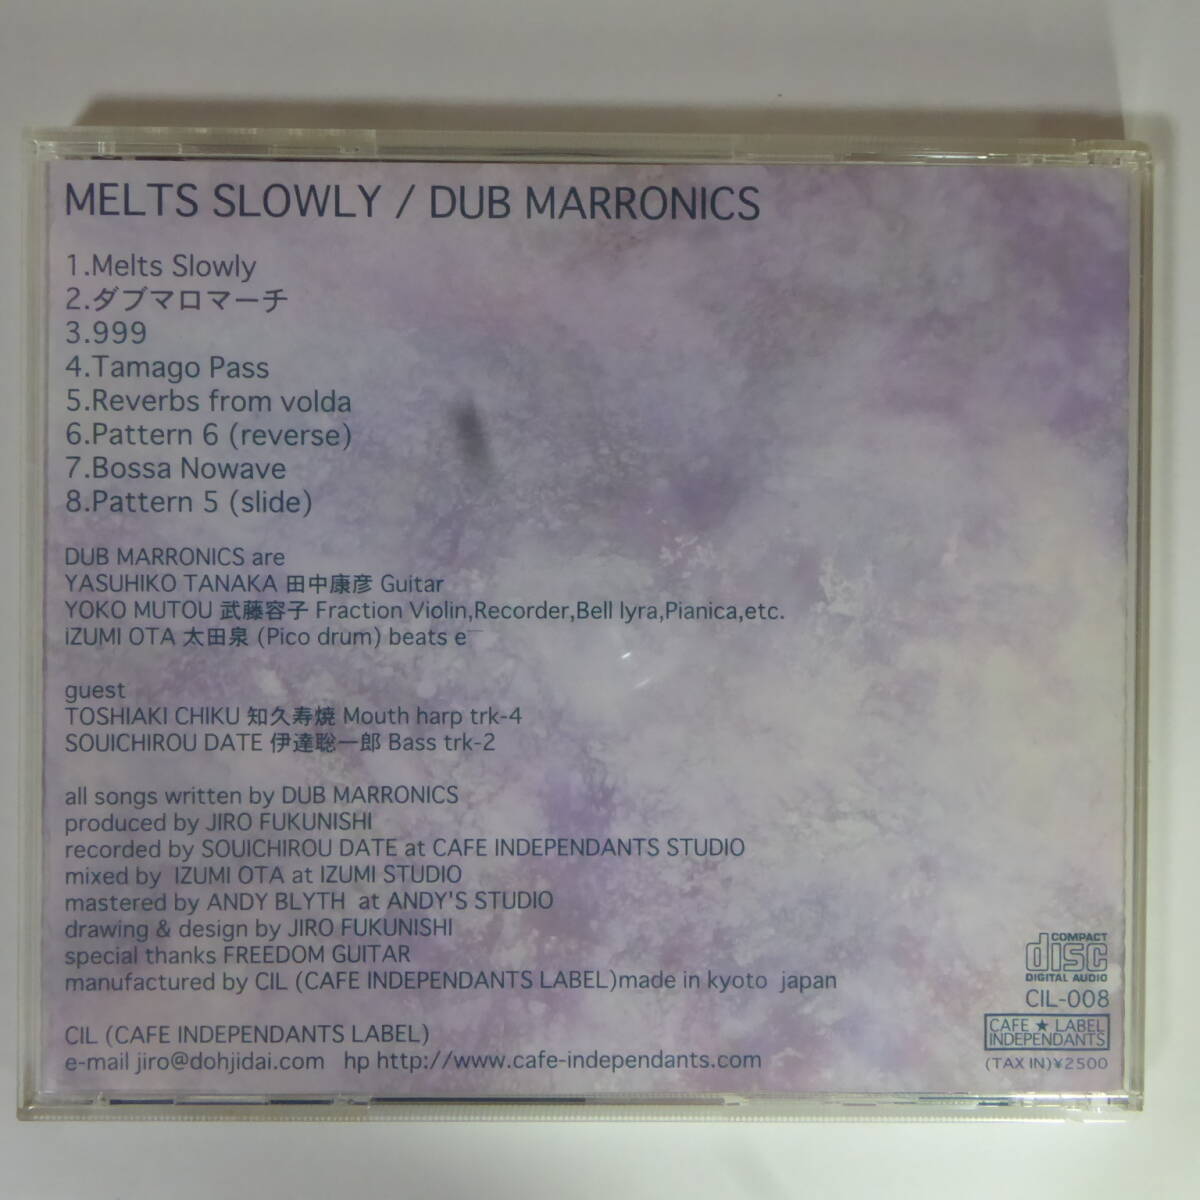 MELTS SLOWLY / DUB MARRONICS
1.Melts Slowly
2.ダブマロマーチ
3.999
4.Tamago Pass
5.Reverbs from volda
6.Pattern 6 (reverse)
7.Bossa Nowave
8.Pattern 5 (slide)
DUB MARRONICS are
YASUHIKO TANAKA 田中康彦 Guitar
YOKO MUTOU 武藤容子 Fraction Violin,Recorder,Bell lyra,Pianica,etc.
iZUMI OTA 太田泉 (Pico drum) beats e¯
guest
TOSHIAKI CHIKU 知久寿焼 Mouth harp trk-4
SOUICHIROU DATE 伊達聡一郎 Bass trk-2
all songs written by DUB MARRONICS
produced by JIRO FUKUNISHI
recorded by SOUICHIROU DATE at CAFE INDEPENDANTS STUDIO
mixed by  IZUMI OTA at IZUMI STUDIO
mastered by ANDY BLYTH  at ANDY'S STUDIO
drawing & design by JIRO FUKUNISHI
special thanks FREEDOM GUITAR
manufactured by CIL (CAFE INDEPENDANTS LABEL)made in kyoto  japan
CIL (CAFE INDEPENDANTS LABEL)
e-mail jiro@dohjidai.com   hp http://www.cafe-independants.com
COMPACT
disc
DIGITAL AUDIO
CIL-008
CAFE ★ LABEL
INDEPENDANTS
(TAX IN)¥2500